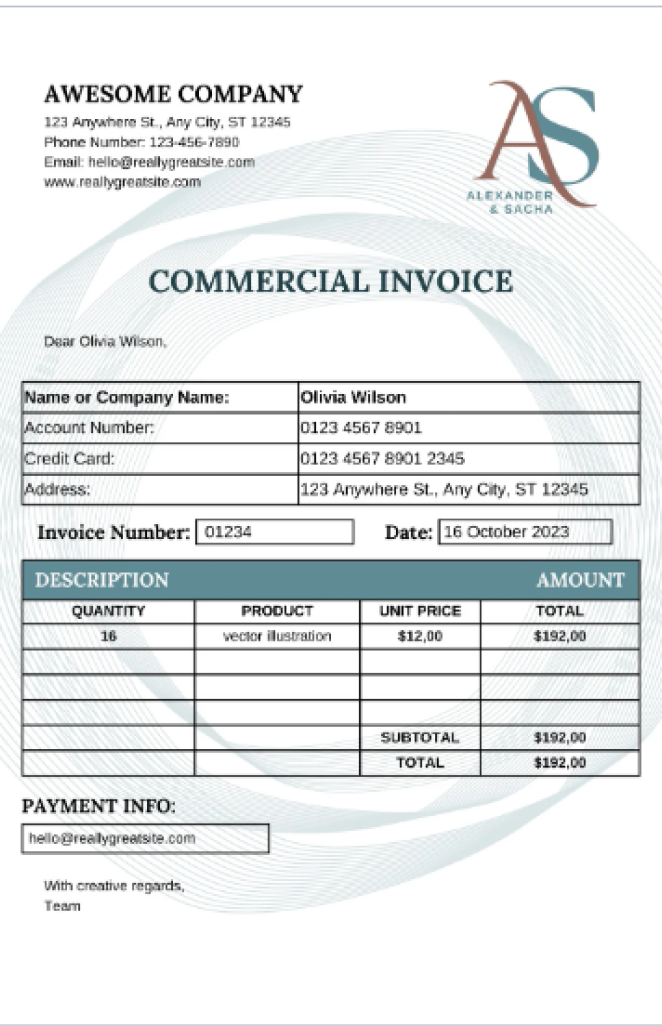 AWESOME COMPANY
123 Anywhere St., Any City, ST 12345
Phone Number: 123-456-7890
Email: hello@reallygreatsite.com
www.reallygreatsite.com
AS
ALEXANDER
& SACHA
COMMERCIAL INVOICE
Dear Olivia Wilson,
Name or Company Name: Olivia Wilson
Account Number: 0123 4567 8901
Credit Card: 0123 4567 8901 2345
Address: 123 Anywhere St., Any City, ST 12345
Invoice Number: 01234 Date: 16 October 2023
DESCRIPTION AMOUNT
QUANTITY PRODUCT UNIT PRICE TOTAL
16 vector illustration $12,00 $192,00
SUBTOTAL $192,00
TOTAL $192,00
PAYMENT INFO:
hello@reallygreatsite.com
With creative regards,
Team